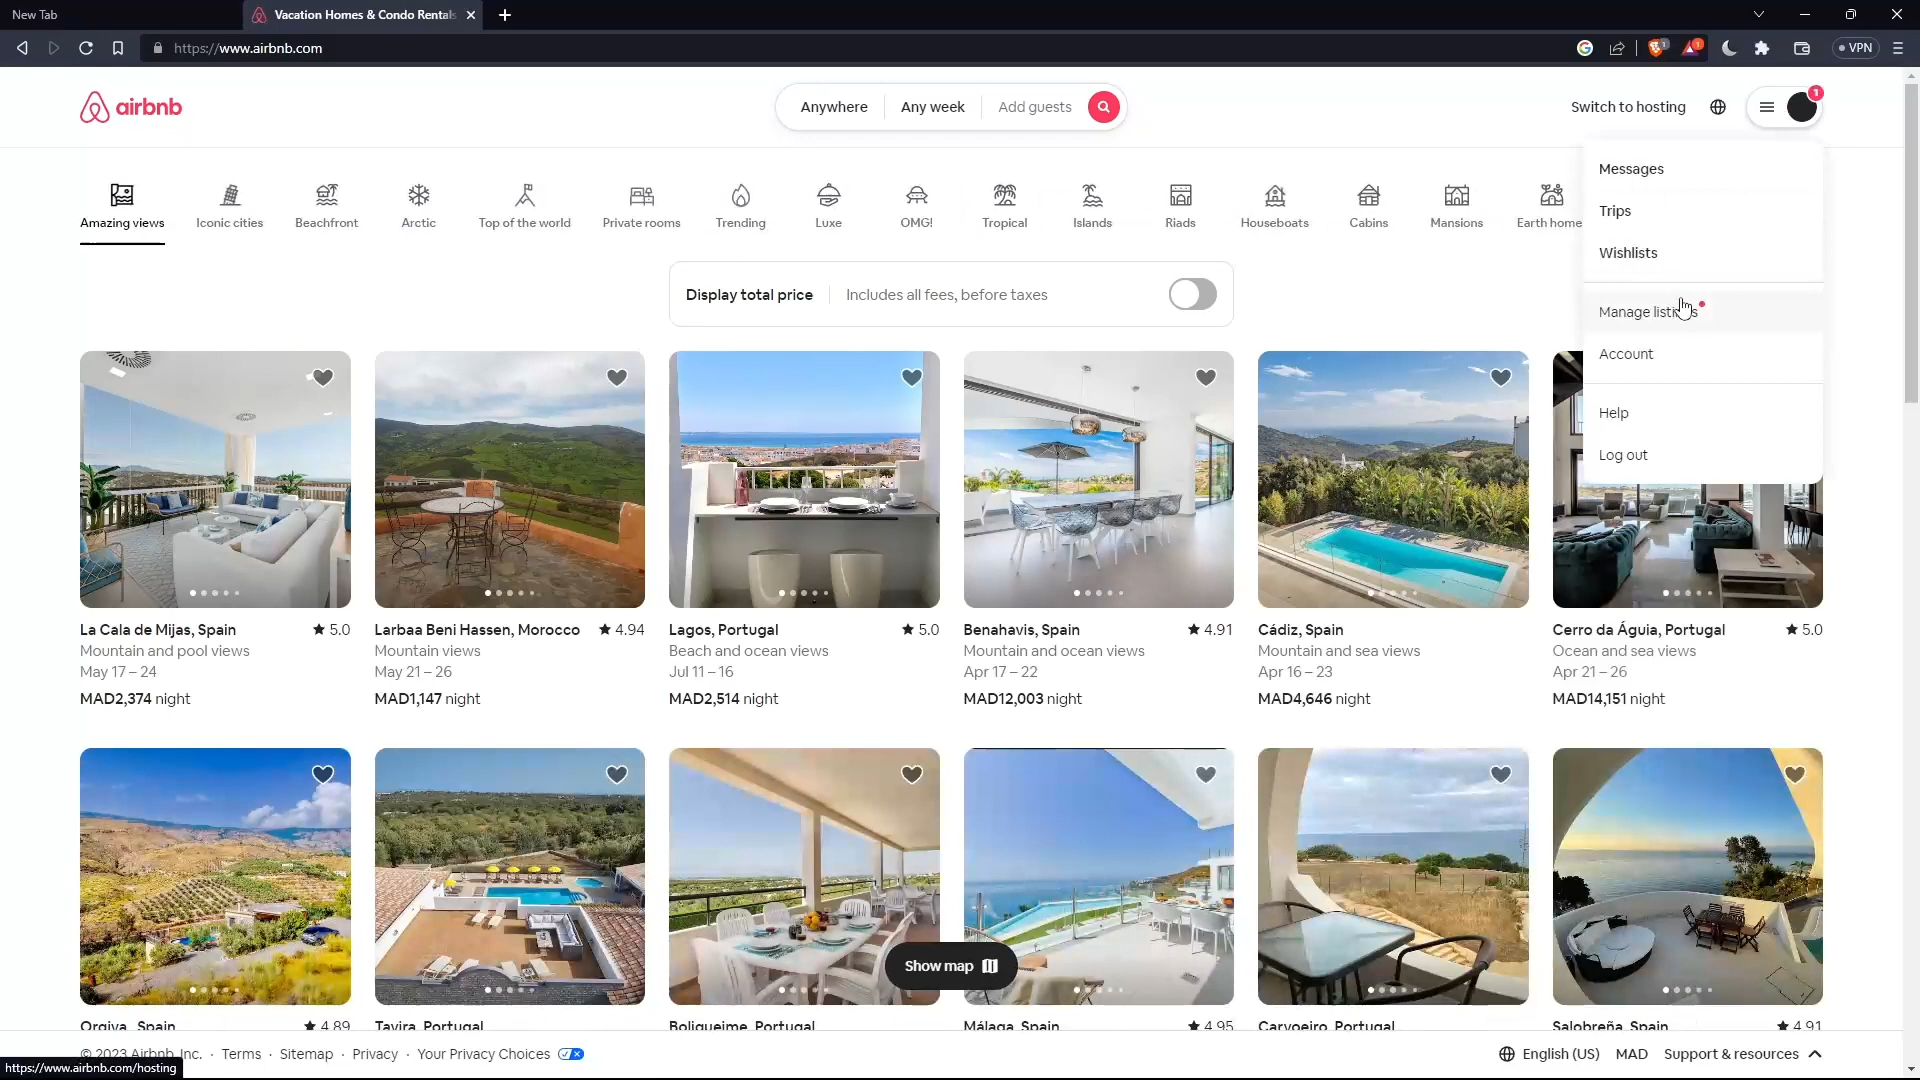 New Tab
Vacation Homes & Condo Rentals
https://www.airbnb.com
VPN
airbnb
Anywhere
Any week
Add guests
Switch to hosting
1
Messages
Trips
Wishlists
Manage listings
Account
Help
Log out
Amazing views
Iconic cities
Beachfront
Arctic
Top of the world
Private rooms
Trending
Luxe
OMG!
Tropical
Islands
Riads
Houseboats
Cabins
Mansions
Earth home
Display total price
Includes all fees, before taxes
La Cala de Mijas, Spain
5.0
Mountain and pool views
May 17 – 24
MAD2,374 night
Larbaa Beni Hassen, Morocco
4.94
Mountain views
May 21 – 26
MAD1,147 night
Lagos, Portugal
5.0
Beach and ocean views
Jul 11 – 16
MAD2,514 night
Benahavis, Spain
4.91
Mountain and ocean views
Apr 17 – 22
MAD12,003 night
Cádiz, Spain
Mountain and sea views
Apr 16 – 23
MAD4,646 night
Cerro da Águia, Portugal
5.0
Ocean and sea views
Apr 21 – 26
MAD14,151 night
Show map
Orgiva, Spain
4.89
Tavira, Portugal
Boliqueime, Portugal
Málaga, Spain
4.95
Carvoeiro, Portugal
Salobreña, Spain
4.91
© 2023 Airbnb, Inc.
· Terms · Sitemap · Privacy · Your Privacy Choices
English (US)
MAD
Support & resources
https://www.airbnb.com/hosting